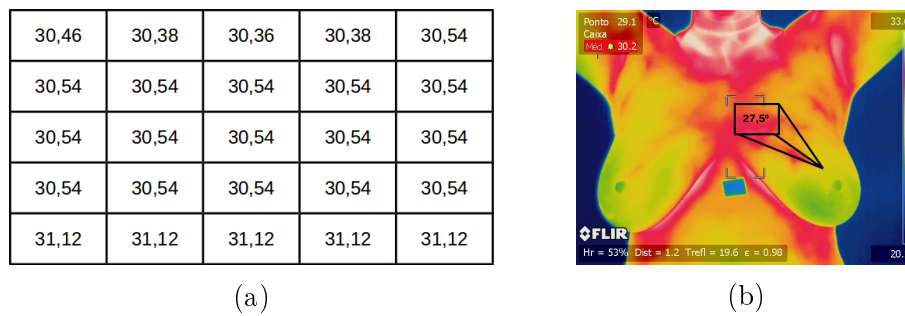 30,46 30,38 30,36 30,38 30,54
30,54 30,54 30,54 30,54 30,54
30,54 30,54 30,54 30,54 30,54
30,54 30,54 30,54 30,54 30,54
31,12 31,12 31,12 31,12 31,12
(a)
Ponto 29.1 °C
Caixa
Méd. 30.2
27,5º
FLIR
Hr = 53% Dist = 1.2 Trefl = 19.6 ε = 0.98
(b)